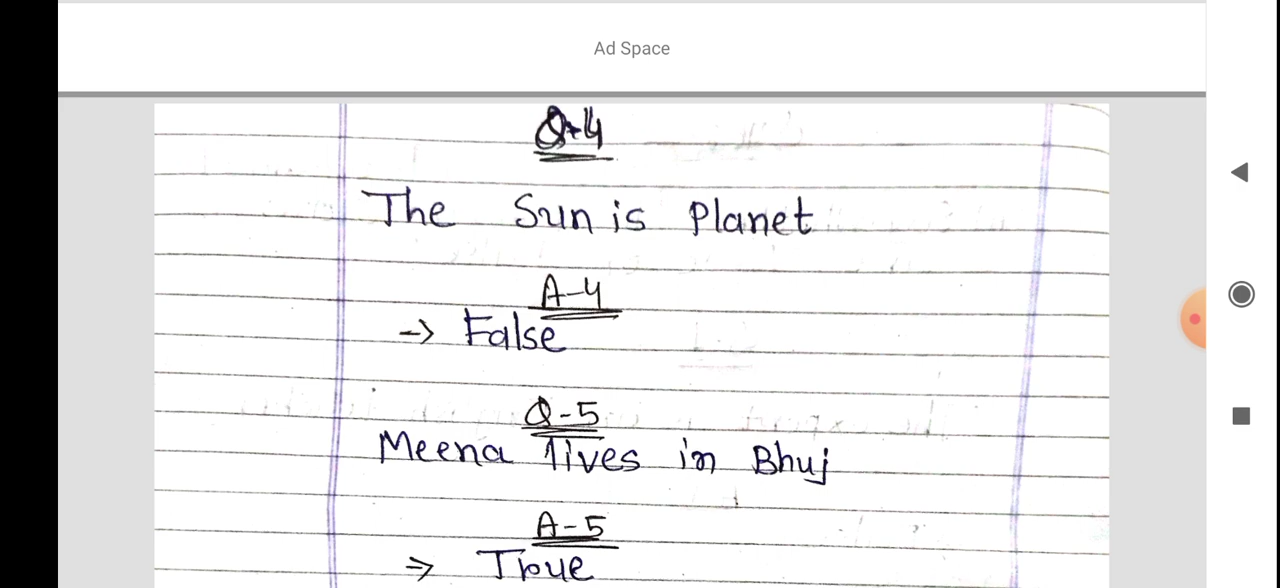 Ad Space
Q-4
The Sun is Planet
A-4
→ False
Q-5
Meena lives in Bhuj
A-5
⇒ True